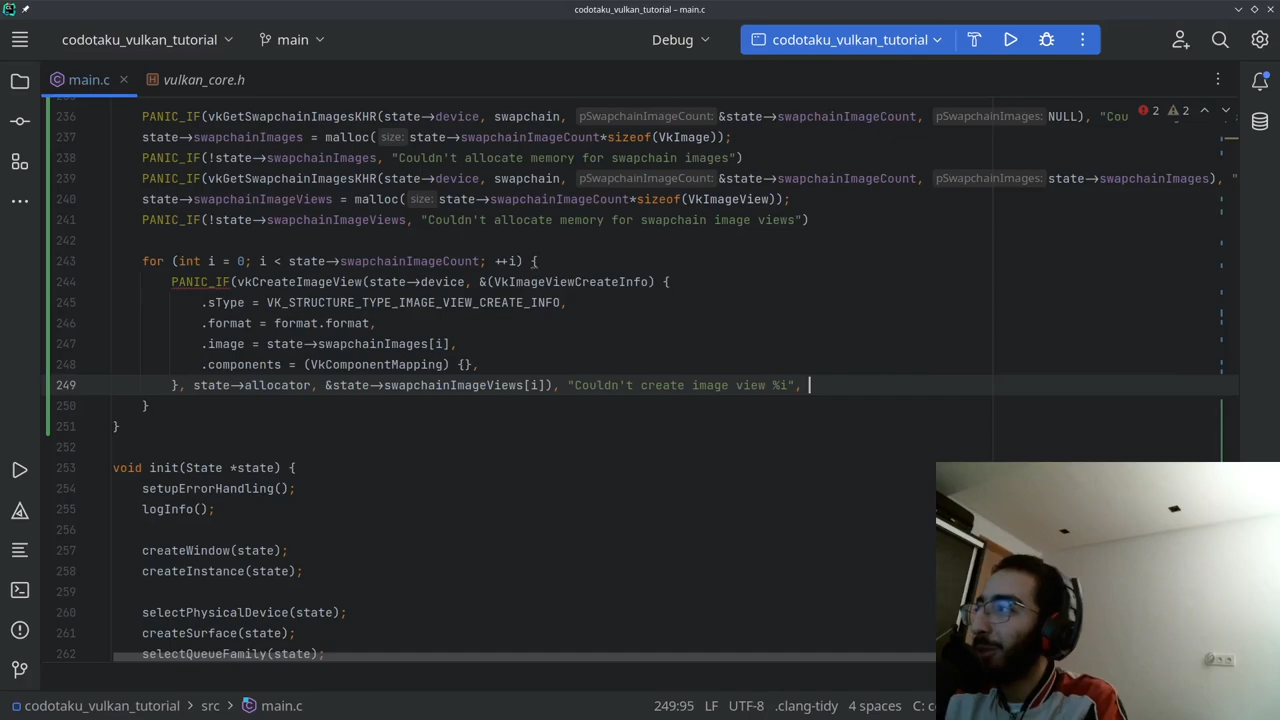 codotaku_vulkan_tutorial – main.c
codotaku_vulkan_tutorial
main
Debug
codotaku_vulkan_tutorial
main.c
vulkan_core.h
2 2
236 PANIC_IF(vkGetSwapchainImagesKHR(state->device, swapchain, pSwapchainImageCount: &state->swapchainImageCount, pSwapchainImages: NULL), "Cou
237 state->swapchainImages = malloc( size: state->swapchainImageCount*sizeof(VkImage));
238 PANIC_IF(!state->swapchainImages, "Couldn't allocate memory for swapchain images")
239 PANIC_IF(vkGetSwapchainImagesKHR(state->device, swapchain, pSwapchainImageCount: &state->swapchainImageCount, pSwapchainImages: state->swapchainImages), "
240 state->swapchainImageViews = malloc( size: state->swapchainImageCount*sizeof(VkImageView));
241 PANIC_IF(!state->swapchainImageViews, "Couldn't allocate memory for swapchain image views")
242
243 for (int i = 0; i < state->swapchainImageCount; ++i) {
244 PANIC_IF(vkCreateImageView(state->device, &(VkImageViewCreateInfo) {
245 .sType = VK_STRUCTURE_TYPE_IMAGE_VIEW_CREATE_INFO,
246 .format = format.format,
247 .image = state->swapchainImages[i],
248 .components = (VkComponentMapping) {},
249 }, state->allocator, &state->swapchainImageViews[i]), "Couldn't create image view %i",
250 }
251 }
252
253 void init(State *state) {
254 setupErrorHandling();
255 logInfo();
256
257 createWindow(state);
258 createInstance(state);
259
260 selectPhysicalDevice(state);
261 createSurface(state);
262 selectQueueFamily(state);
codotaku_vulkan_tutorial > src > main.c
249:95 LF UTF-8 .clang-tidy 4 spaces C: co